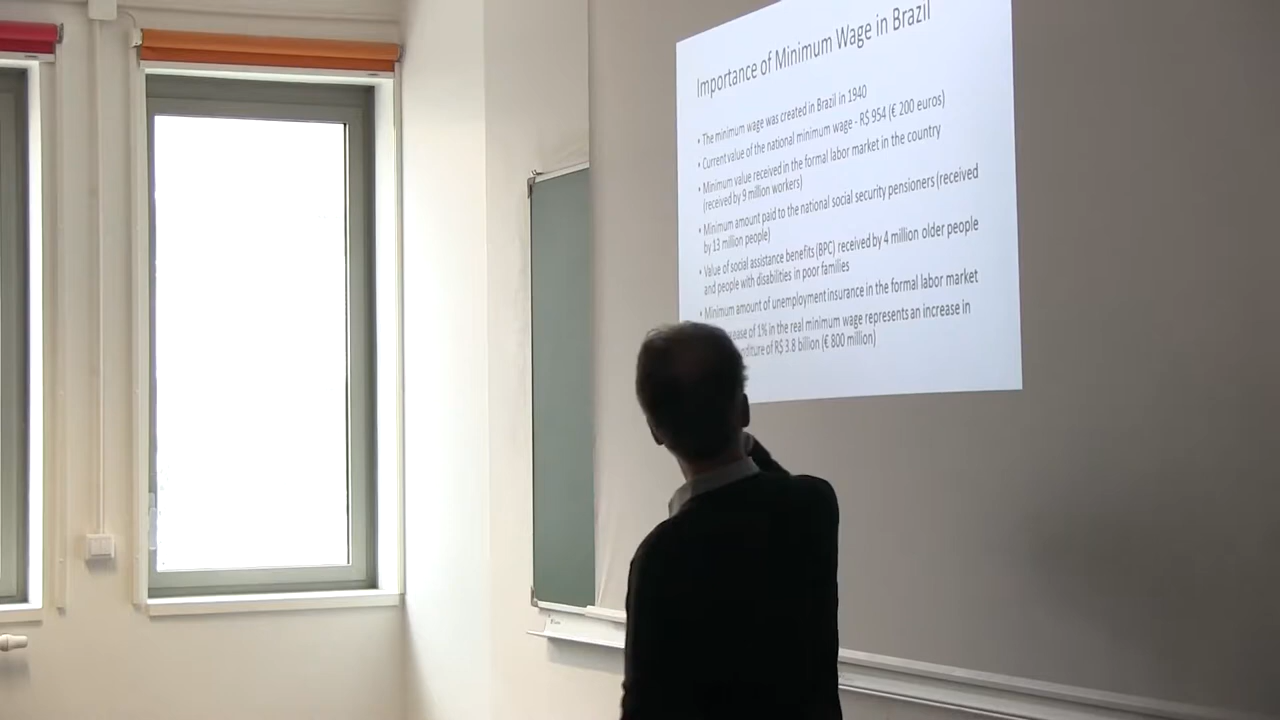 Importance of Minimum Wage in Brazil
• The minimum wage was created in Brazil in 1940
• Current value of the national minimum wage - R$ 954 (€ 200 euros)
• Minimum value received in the formal labor market in the country
(received by 9 million workers)
• Minimum amount paid to the national social security pensioners (received
by 13 million people)
• Value of social assistance benefits (BPC) received by 4 million older people
and people with disabilities in poor families
• Minimum amount of unemployment insurance in the formal labor market
ease of 1% in the real minimum wage represents an increase in
nditure of R$ 3.8 billion (€ 800 million)